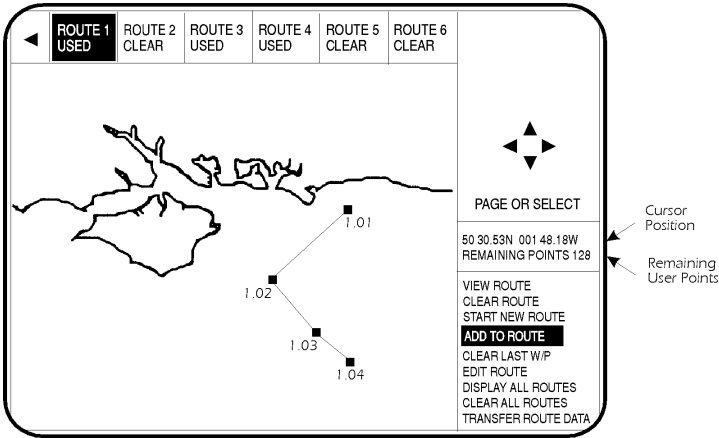 ROUTE 1 ROUTE 2 ROUTE 3 ROUTE 4 ROUTE 5 ROUTE 6
USED CLEAR USED USED CLEAR CLEAR
PAGE OR SELECT
Cursor
Position
50 30.53N 001 48.18W
REMAINING POINTS 128
Remaining
User Points
1.01
1.02
1.03
1.04
VIEW ROUTE
CLEAR ROUTE
START NEW ROUTE
ADD TO ROUTE
CLEAR LAST W/P
EDIT ROUTE
DISPLAY ALL ROUTES
CLEAR ALL ROUTES
TRANSFER ROUTE DATA